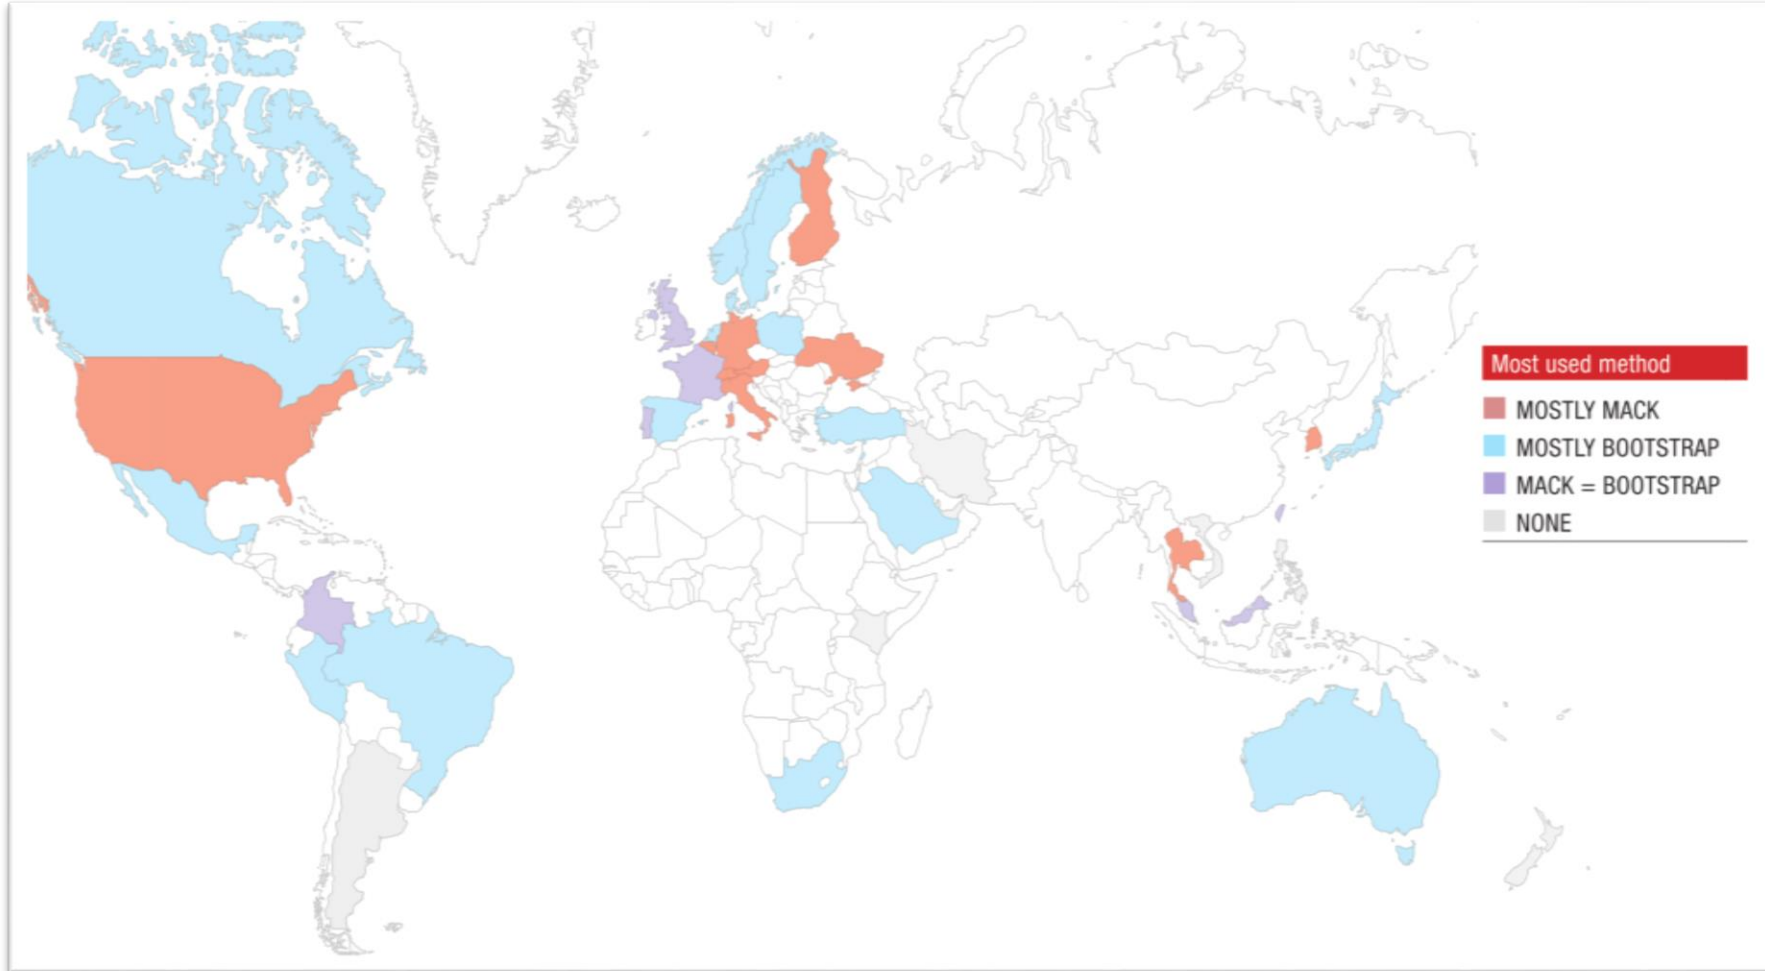 Most used method
MOSTLY MACK
MOSTLY BOOTSTRAP
MACK = BOOTSTRAP
NONE